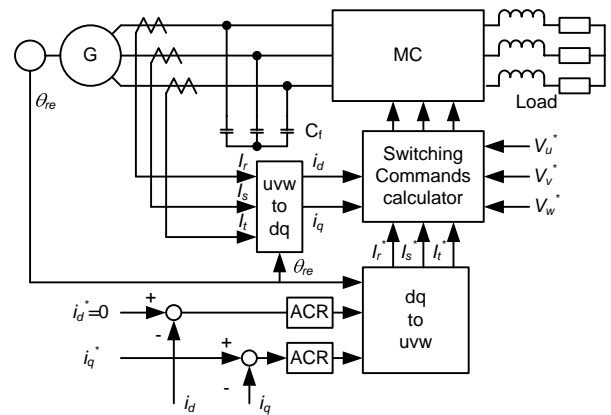 G
MC
θre
Load
Cf
Ir
Is
It
uvw
to
dq
id
iq
Switching
Commands
calculator
Vu*
Vv*
Vw*
θre
Ir*
Is*
It*
id*=0
+
-
ACR
dq
to
uvw
iq*
+
-
ACR
id
iq